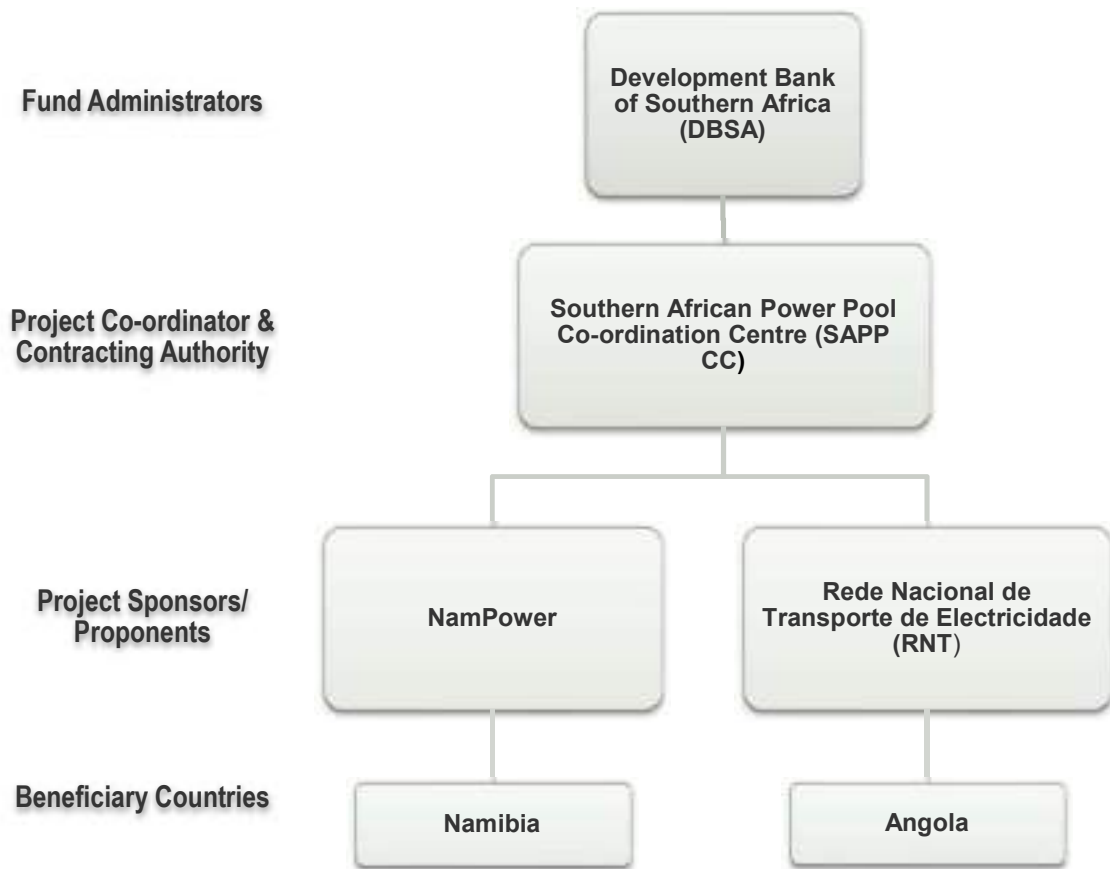 Fund Administrators
Development Bank
of Southern Africa
(DBSA)
Project Co-ordinator &
Contracting Authority
Southern African Power Pool
Co-ordination Centre (SAPP
CC)
Project Sponsors/
Proponents
NamPower
Rede Nacional de
Transporte de Electricidade
(RNT)
Beneficiary Countries
Namibia
Angola